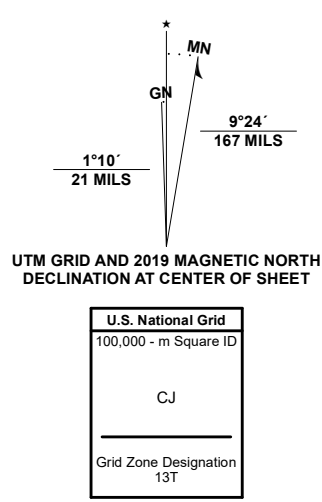 ★
MN
GN
9°24´
167 MILS
1°10´
21 MILS
UTM GRID AND 2019 MAGNETIC NORTH
DECLINATION AT CENTER OF SHEET
U.S. National Grid
100,000 - m Square ID
CJ
Grid Zone Designation
13T